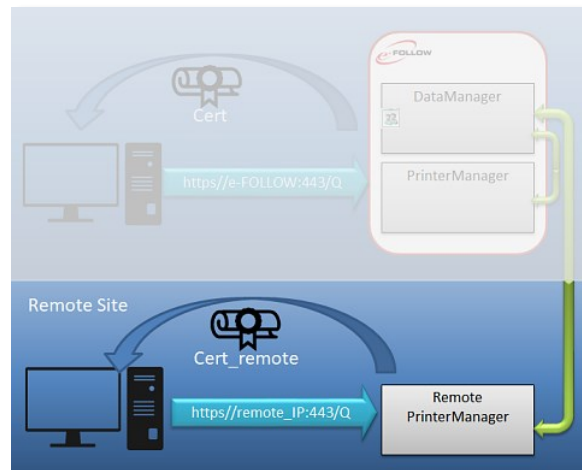 e-FOLLOW
DataManager
Cert
https//e-FOLLOW:443/Q
PrinterManager
Remote Site
Cert_remote
https//remote_IP:443/Q
Remote
PrinterManager